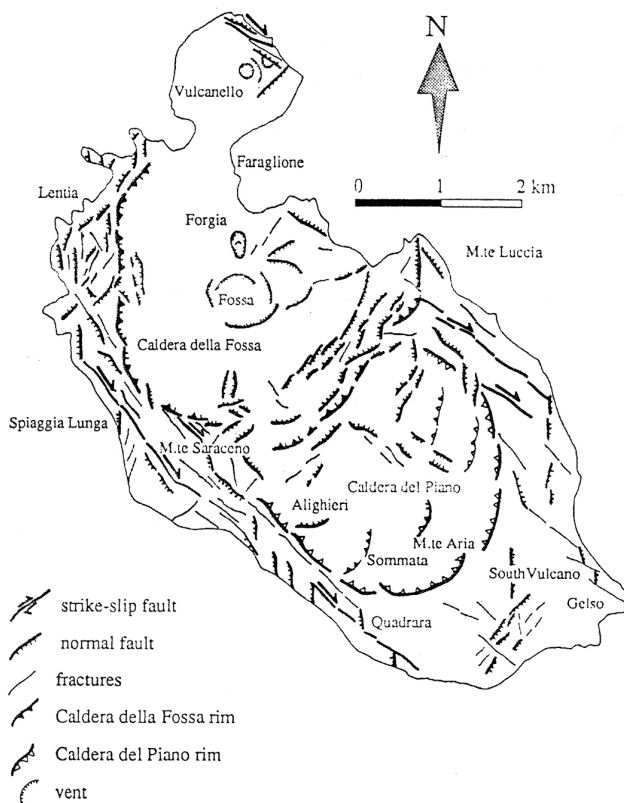 N
Vulcanello
Faraglione
0 1 2 km
Lentia
Forgia
M.te Luccia
Fossa
Caldera della Fossa
Spiaggia Lunga
M.te Saraceno
Caldera del Piano
Alighieri
M.te Aria
Sommata
South Vulcano
Gelso
Quadrara
strike-slip fault
normal fault
fractures
Caldera della Fossa rim
Caldera del Piano rim
vent